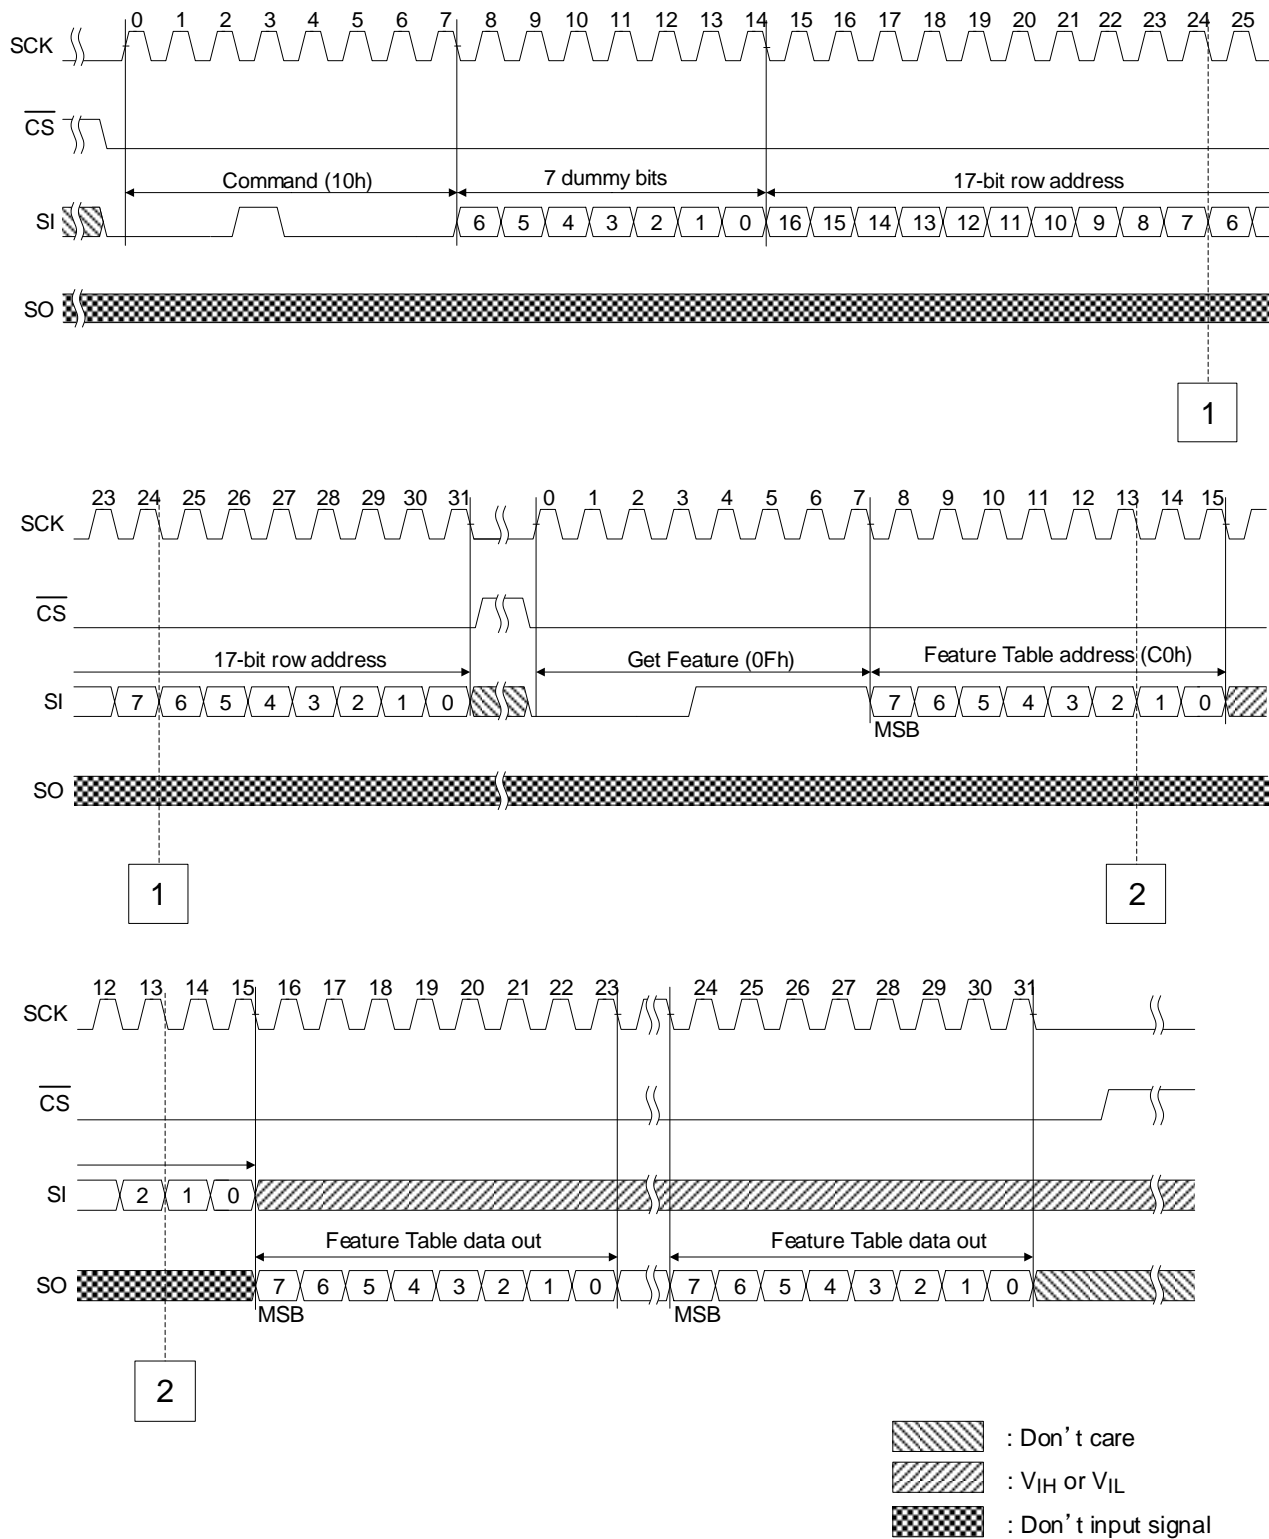 0 1 2 3 4 5 6 7 8 9 10 11 12 13 14 15 16 17 18 19 20 21 22 23 24 25
SCK
CS
Command (10h) 7 dummy bits 17-bit row address
SI 6 5 4 3 2 1 0 16 15 14 13 12 11 10 9 8 7 6
SO
1
23 24 25 26 27 28 29 30 31 0 1 2 3 4 5 6 7 8 9 10 11 12 13 14 15
SCK
CS
17-bit row address Get Feature (0Fh) Feature Table address (C0h)
SI 7 6 5 4 3 2 1 0 7 6 5 4 3 2 1 0
MSB
SO
1 2
12 13 14 15 16 17 18 19 20 21 22 23 24 25 26 27 28 29 30 31
SCK
CS
SI 2 1 0
Feature Table data out Feature Table data out
SO 7 6 5 4 3 2 1 0 7 6 5 4 3 2 1 0
MSB MSB
2
: Don't care
: VIH or VIL
: Don't input signal